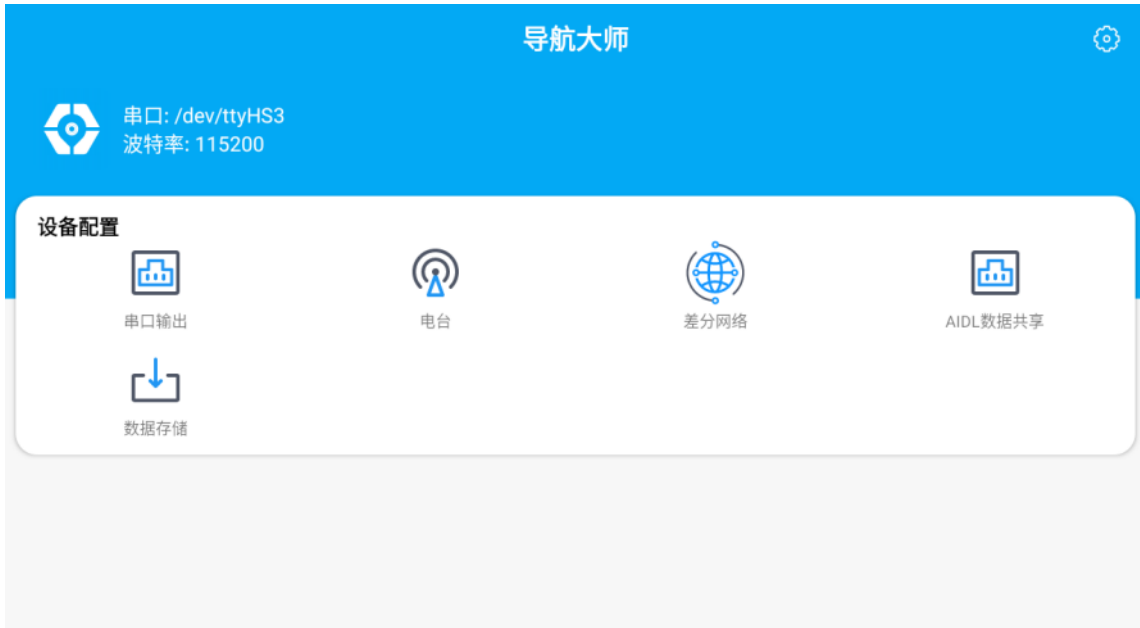 导航大师
串口: /dev/ttyHS3
波特率: 115200
设备配置
串口输出
电台
差分网络
AIDL数据共享
数据存储